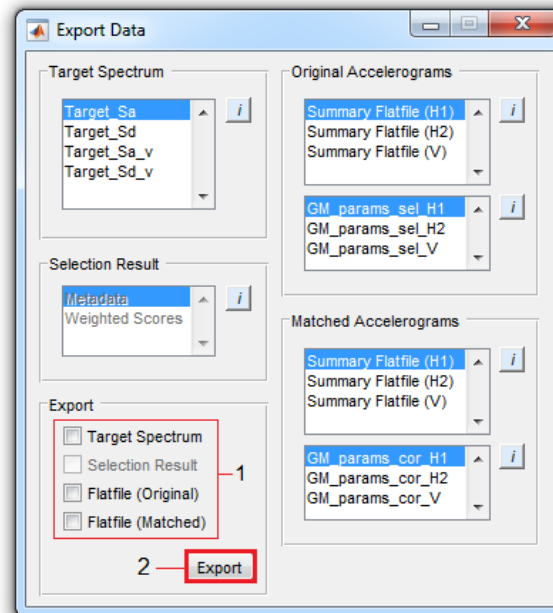 Export Data
Target Spectrum
Target_Sa
Target_Sd
Target_Sa_v
Target_Sd_v
i
Selection Result
Metadata
Weighted Scores
i
Export
Target Spectrum
Selection Result
Flatfile (Original)
Flatfile (Matched)
1
2
Export
Original Accelerograms
Summary Flatfile (H1)
Summary Flatfile (H2)
Summary Flatfile (V)
i
GM_params_sel_H1
GM_params_sel_H2
GM_params_sel_V
i
Matched Accelerograms
Summary Flatfile (H1)
Summary Flatfile (H2)
Summary Flatfile (V)
i
GM_params_cor_H1
GM_params_cor_H2
GM_params_cor_V
i